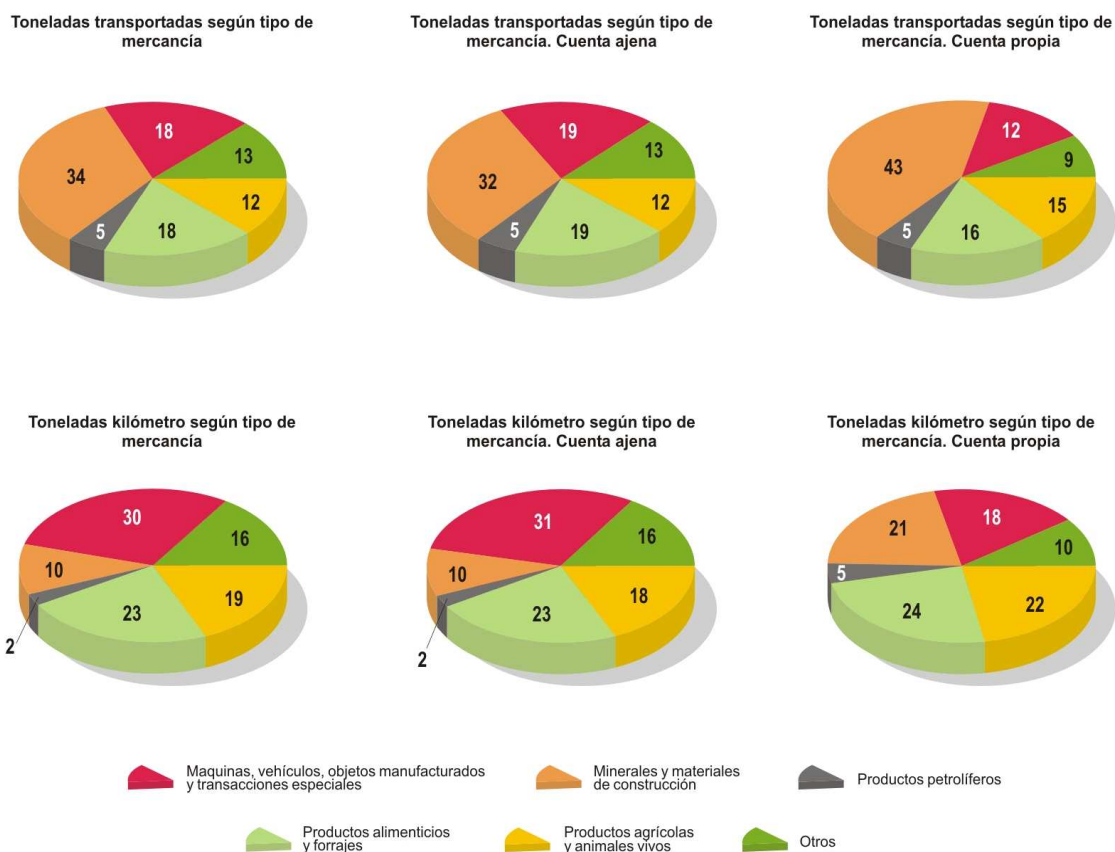 Toneladas transportadas según tipo de
mercancía
Toneladas transportadas según tipo de
mercancía. Cuenta ajena
Toneladas transportadas según tipo de
mercancía. Cuenta propia
18
13
12
18
5
34
19
13
12
19
5
32
12
9
15
16
5
43
Toneladas kilómetro según tipo de
mercancía
Toneladas kilómetro según tipo de
mercancía. Cuenta ajena
Toneladas kilómetro según tipo de
mercancía. Cuenta propia
30
16
19
23
2
10
31
16
18
23
2
10
18
10
22
24
5
21
Maquinas, vehículos, objetos manufacturados
y transacciones especiales
Minerales y materiales
de construcción
Productos petrolíferos
Productos alimenticios
y forrajes
Productos agrícolas
y animales vivos
Otros